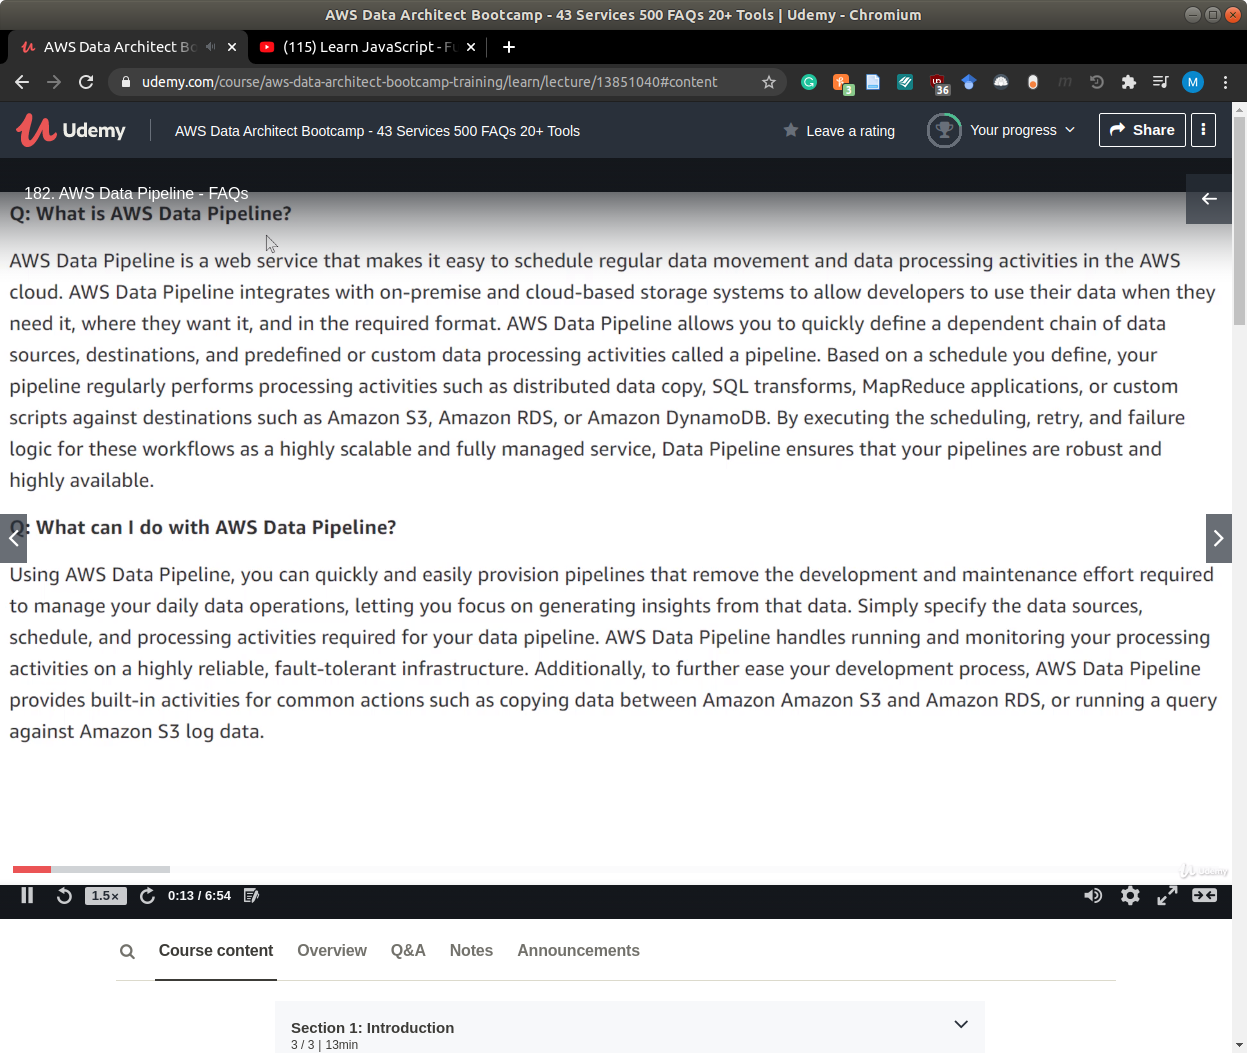 AWS Data Architect Bootcamp - 43 Services 500 FAQs 20+ Tools | Udemy - Chromium
AWS Data Architect Bo
(115) Learn JavaScript - Fu
udemy.com/course/aws-data-architect-bootcamp-training/learn/lecture/13851040#content
3
36
m
M
Udemy
AWS Data Architect Bootcamp - 43 Services 500 FAQs 20+ Tools
Leave a rating
Your progress
Share
182. AWS Data Pipeline - FAQs
Q: What is AWS Data Pipeline?
AWS Data Pipeline is a web service that makes it easy to schedule regular data movement and data processing activities in the AWS
cloud. AWS Data Pipeline integrates with on-premise and cloud-based storage systems to allow developers to use their data when they
need it, where they want it, and in the required format. AWS Data Pipeline allows you to quickly define a dependent chain of data
sources, destinations, and predefined or custom data processing activities called a pipeline. Based on a schedule you define, your
pipeline regularly performs processing activities such as distributed data copy, SQL transforms, MapReduce applications, or custom
scripts against destinations such as Amazon S3, Amazon RDS, or Amazon DynamoDB. By executing the scheduling, retry, and failure
logic for these workflows as a highly scalable and fully managed service, Data Pipeline ensures that your pipelines are robust and
highly available.
Q: What can I do with AWS Data Pipeline?
Using AWS Data Pipeline, you can quickly and easily provision pipelines that remove the development and maintenance effort required
to manage your daily data operations, letting you focus on generating insights from that data. Simply specify the data sources,
schedule, and processing activities required for your data pipeline. AWS Data Pipeline handles running and monitoring your processing
activities on a highly reliable, fault-tolerant infrastructure. Additionally, to further ease your development process, AWS Data Pipeline
provides built-in activities for common actions such as copying data between Amazon Amazon S3 and Amazon RDS, or running a query
against Amazon S3 log data.
Udemy
1.5×
0:13 / 6:54
Course content
Overview
Q&A
Notes
Announcements
Section 1: Introduction
3 / 3 | 13min